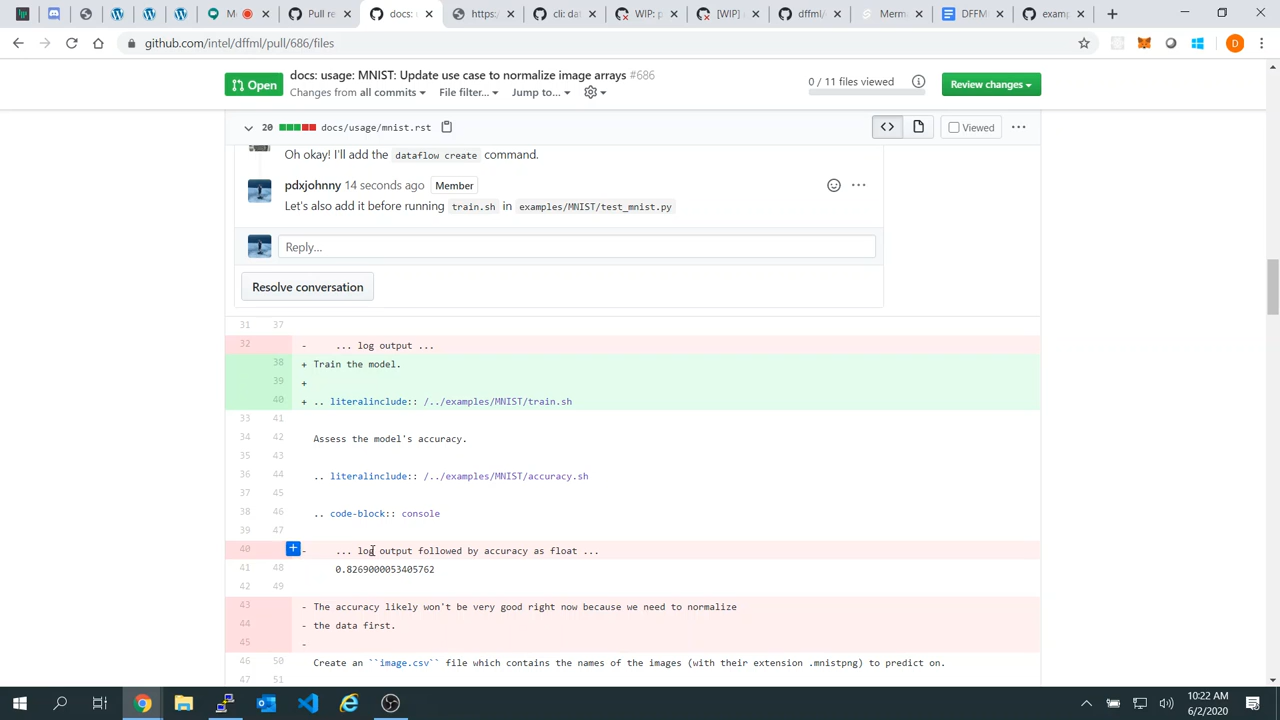 M
Pull re
docs: u
https:/
cli: dat
WIP: p
[WIP]
dffml/
Merm
DFFM
examp
github.com/intel/dffml/pull/686/files
D
Open
docs: usage: MNIST: Update use case to normalize image arrays #686
Changes from all commits
File filter...
Jump to...
0 / 11 files viewed
Review changes
20 docs/usage/mnist.rst
Viewed
Oh okay! I'll add the dataflow create command.
pdxjohnny 14 seconds ago Member
Let's also add it before running train.sh in examples/MNIST/test_mnist.py
Reply...
Resolve conversation
31 37
32 - ... log output ...
38 + Train the model.
39 +
40 + .. literalinclude:: /../examples/MNIST/train.sh
33 41
34 42 Assess the model's accuracy.
35 43
36 44 .. literalinclude:: /../examples/MNIST/accuracy.sh
37 45
38 46 .. code-block:: console
39 47
40 - ... log output followed by accuracy as float ...
41 48 0.8269000053405762
42 49
43 - The accuracy likely won't be very good right now because we need to normalize
44 - the data first.
45 -
46 50 Create an ``image.csv`` file which contains the names of the images (with their extension .mnistpng) to predict on.
47 51
10:22 AM
6/2/2020